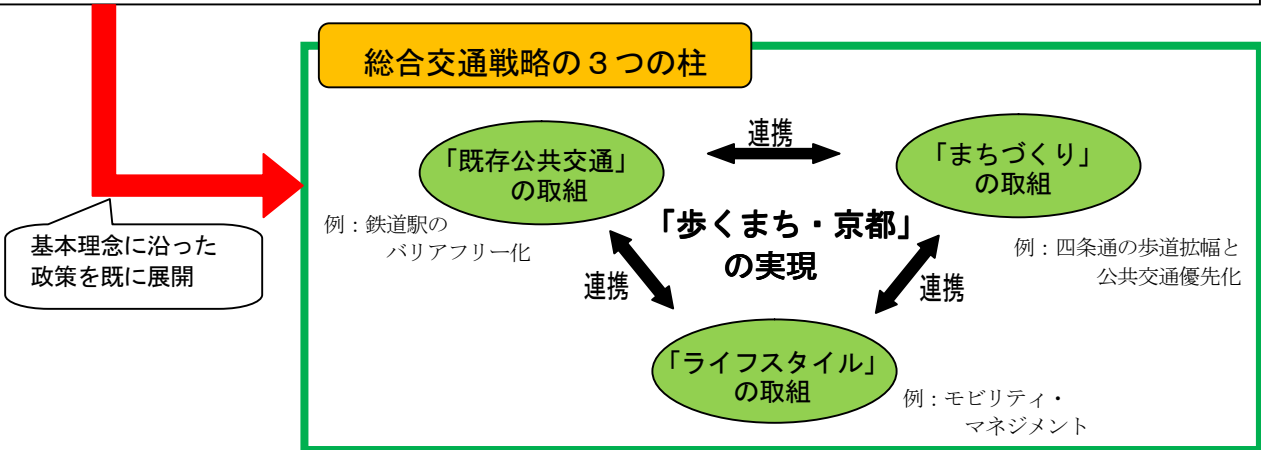 総合交通戦略の３つの柱
連携
「既存公共交通」
の取組
「まちづくり」
の取組
例：鉄道駅の
バリアフリー化
「歩くまち・京都」
の実現
例：四条通の歩道拡幅と
公共交通優先化
基本理念に沿った
政策を既に展開
連携
連携
「ライフスタイル」
の取組
例：モビリティ・
マネジメント